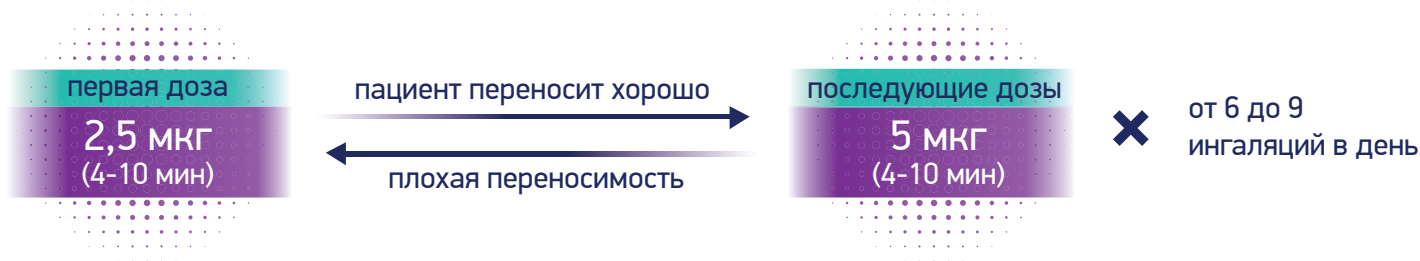 первая доза
2,5 мкг
(4-10 мин)
пациент переносит хорошо
плохая переносимость
последующие дозы
5 мкг
(4-10 мин)
×
от 6 до 9
ингаляций в день